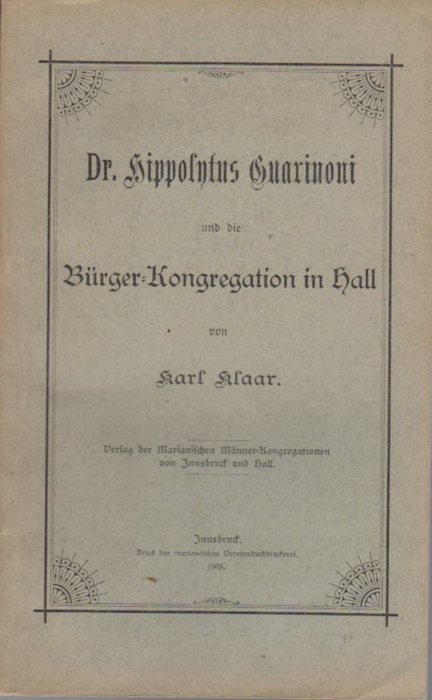 Dr. Hippolytus Guarinoni
und die
Bürger-Kongregation in Hall
von
Karl Klaar.
Verlag der Marianischen Männer-Kongregationen
von Innsbruck und Hall.
Innsbruck.
Druck der marianischen Vereinsbuchdruckerei.
1903.